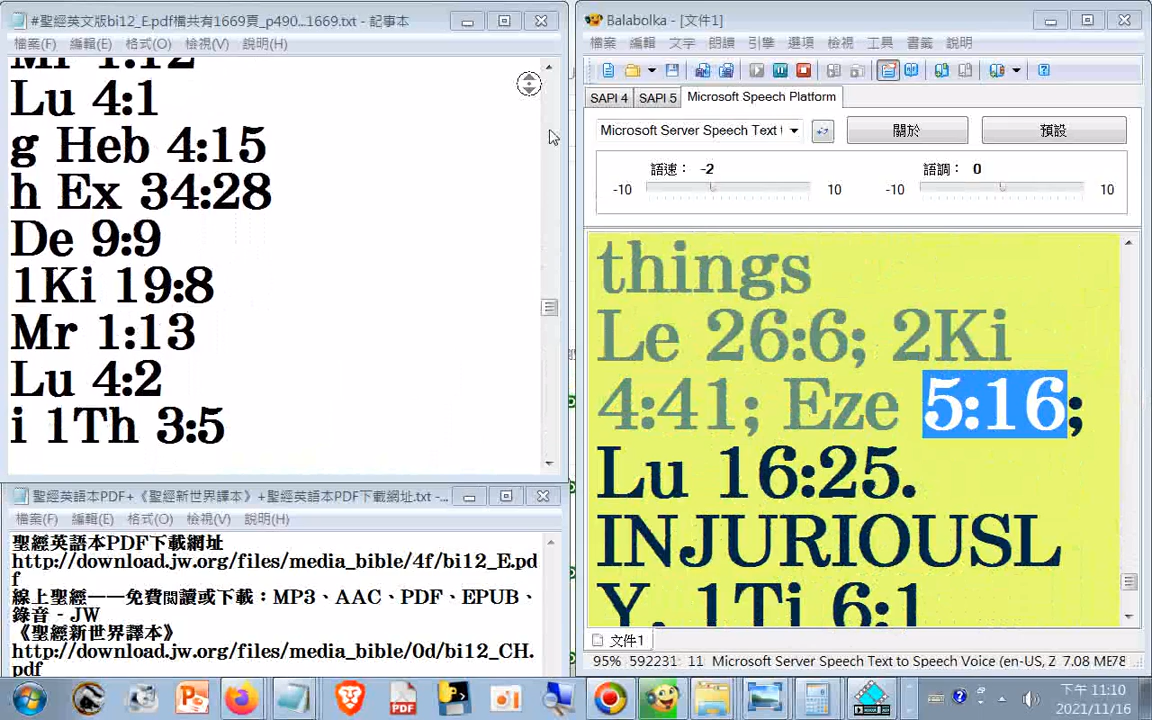 #聖經英文版bi12_E.pdf橫共有1669頁_p490...1669.txt - 記事本
檔案(F) 編輯(E) 格式(O) 檢視(V) 說明(H)
Mr 1:12
Lu 4:1
g Heb 4:15
h Ex 34:28
De 9:9
1Ki 19:8
Mr 1:13
Lu 4:2
i 1Th 3:5
聖經英語本PDF+《聖經新世界譯本》+聖經英語本PDF下載網址.txt - ...
檔案(F) 編輯(E) 格式(O) 檢視(V) 說明(H)
聖經英語本PDF下載網址
http://download.jw.org/files/media_bible/4f/bi12_E.pd
f
線上聖經——免費閱讀或下載：MP3、AAC、PDF、EPUB、
錄音 - JW
《聖經新世界譯本》
http://download.jw.org/files/media_bible/0d/bi12_CH.
pdf
Balabolka - [文件1]
檔案 編輯 文字 朗讀 引擎 選項 檢視 工具 書籤 說明
SAPI 4 SAPI 5 Microsoft Speech Platform
Microsoft Server Speech Text t 關於 預設
語速： -2 語調： 0
-10 10 -10 10
things
Le 26:6; 2Ki
4:41; Eze 5:16;
Lu 16:25.
INJURIOUSL
Y, 1Ti 6:1
文件1
95% 592231 11 Microsoft Server Speech Text to Speech Voice (en-US, Z 7.08 ME78
PDF
下午 11:10
2021/11/16